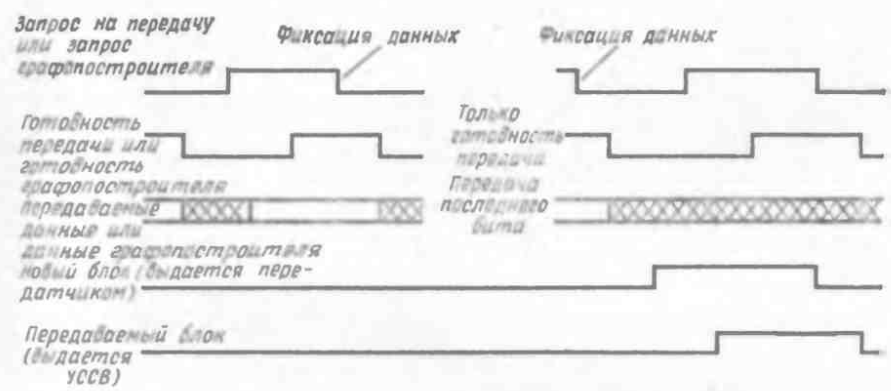 Запрос на передачу
или запрос
графопостроителя
Фиксация данных
Фиксация данных
Готовность
передачи или
готовность
графопостроителя
Только
готовность
передачи
передаваемые
данные или
данные графопостроителя
Передача
последнего
бита
новый блок (выдается пере-
датчиком)
Передаваемый блок
(выдается
УССВ)